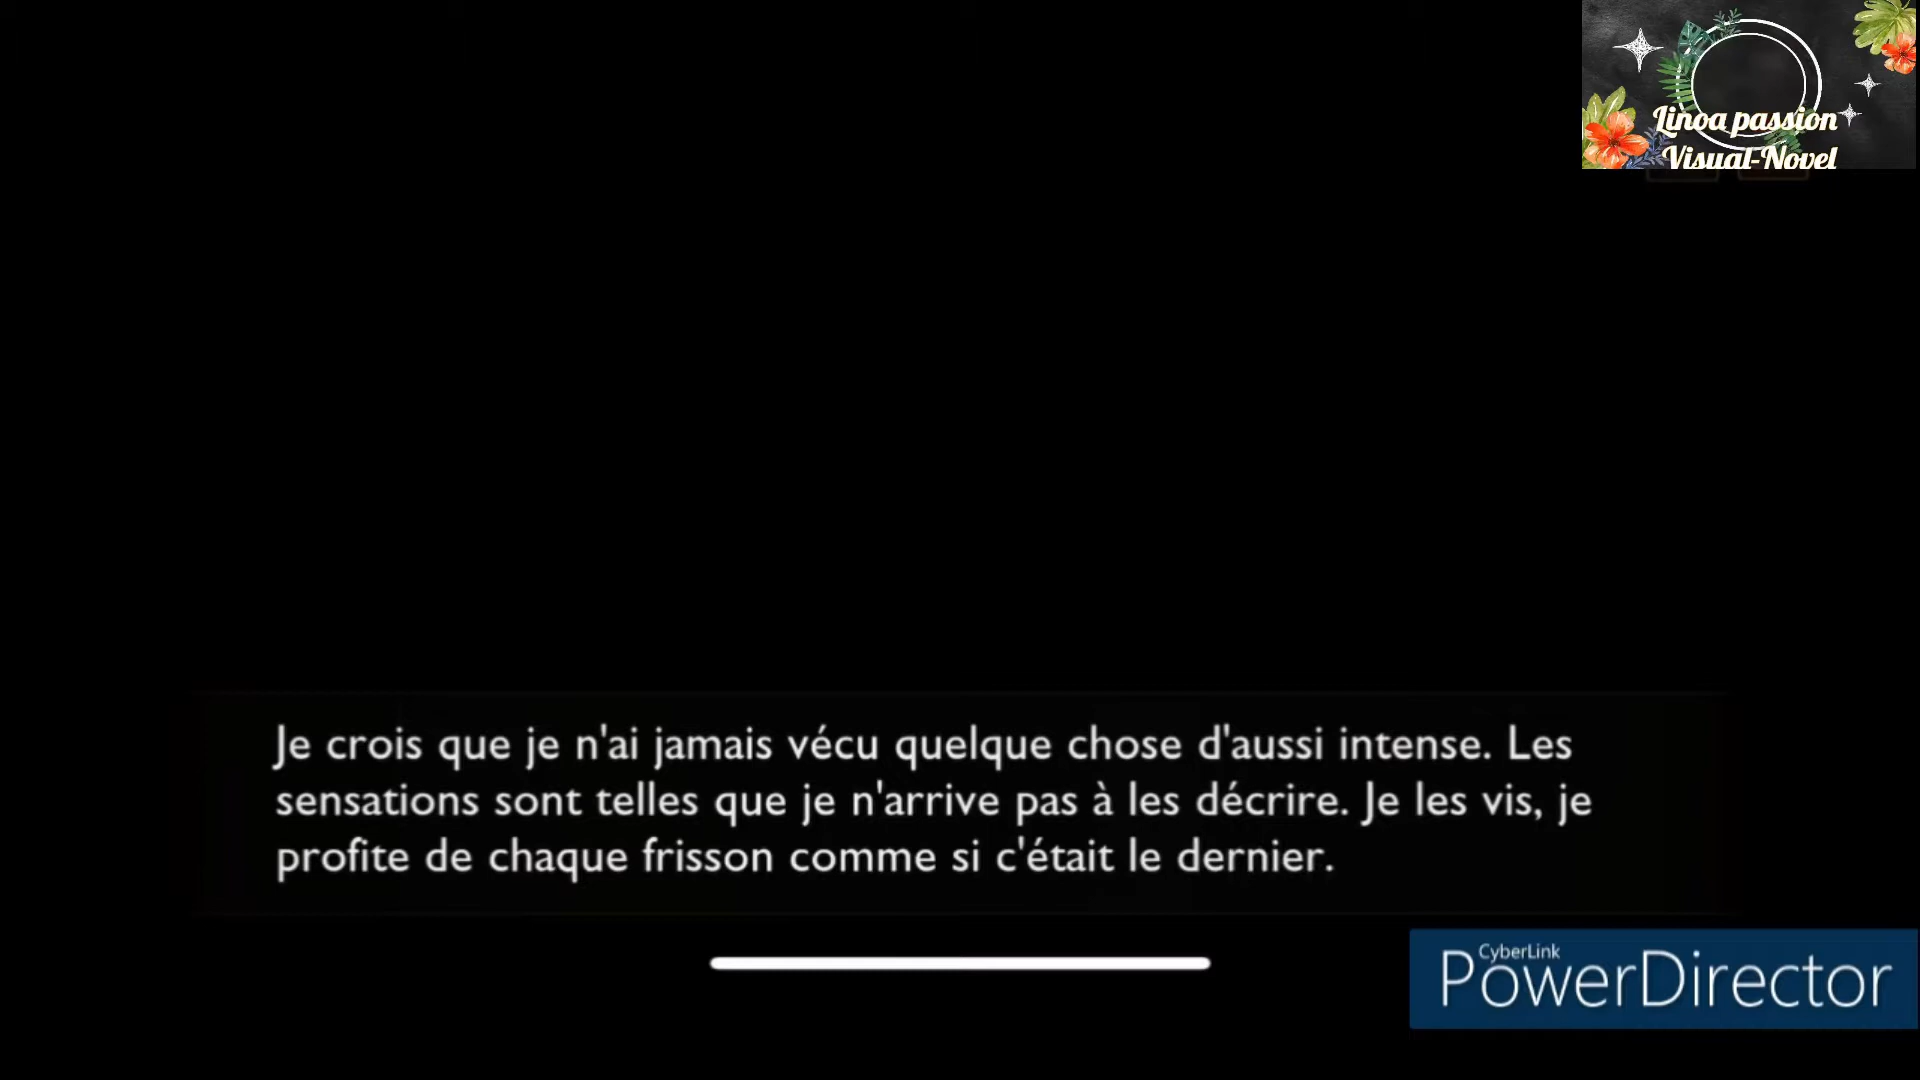 Linoa passion
Visual-Novel
Je crois que je n'ai jamais vécu quelque chose d'aussi intense. Les
sensations sont telles que je n'arrive pas à les décrire. Je les vis, je
profite de chaque frisson comme si c'était le dernier.
CyberLink
PowerDirector